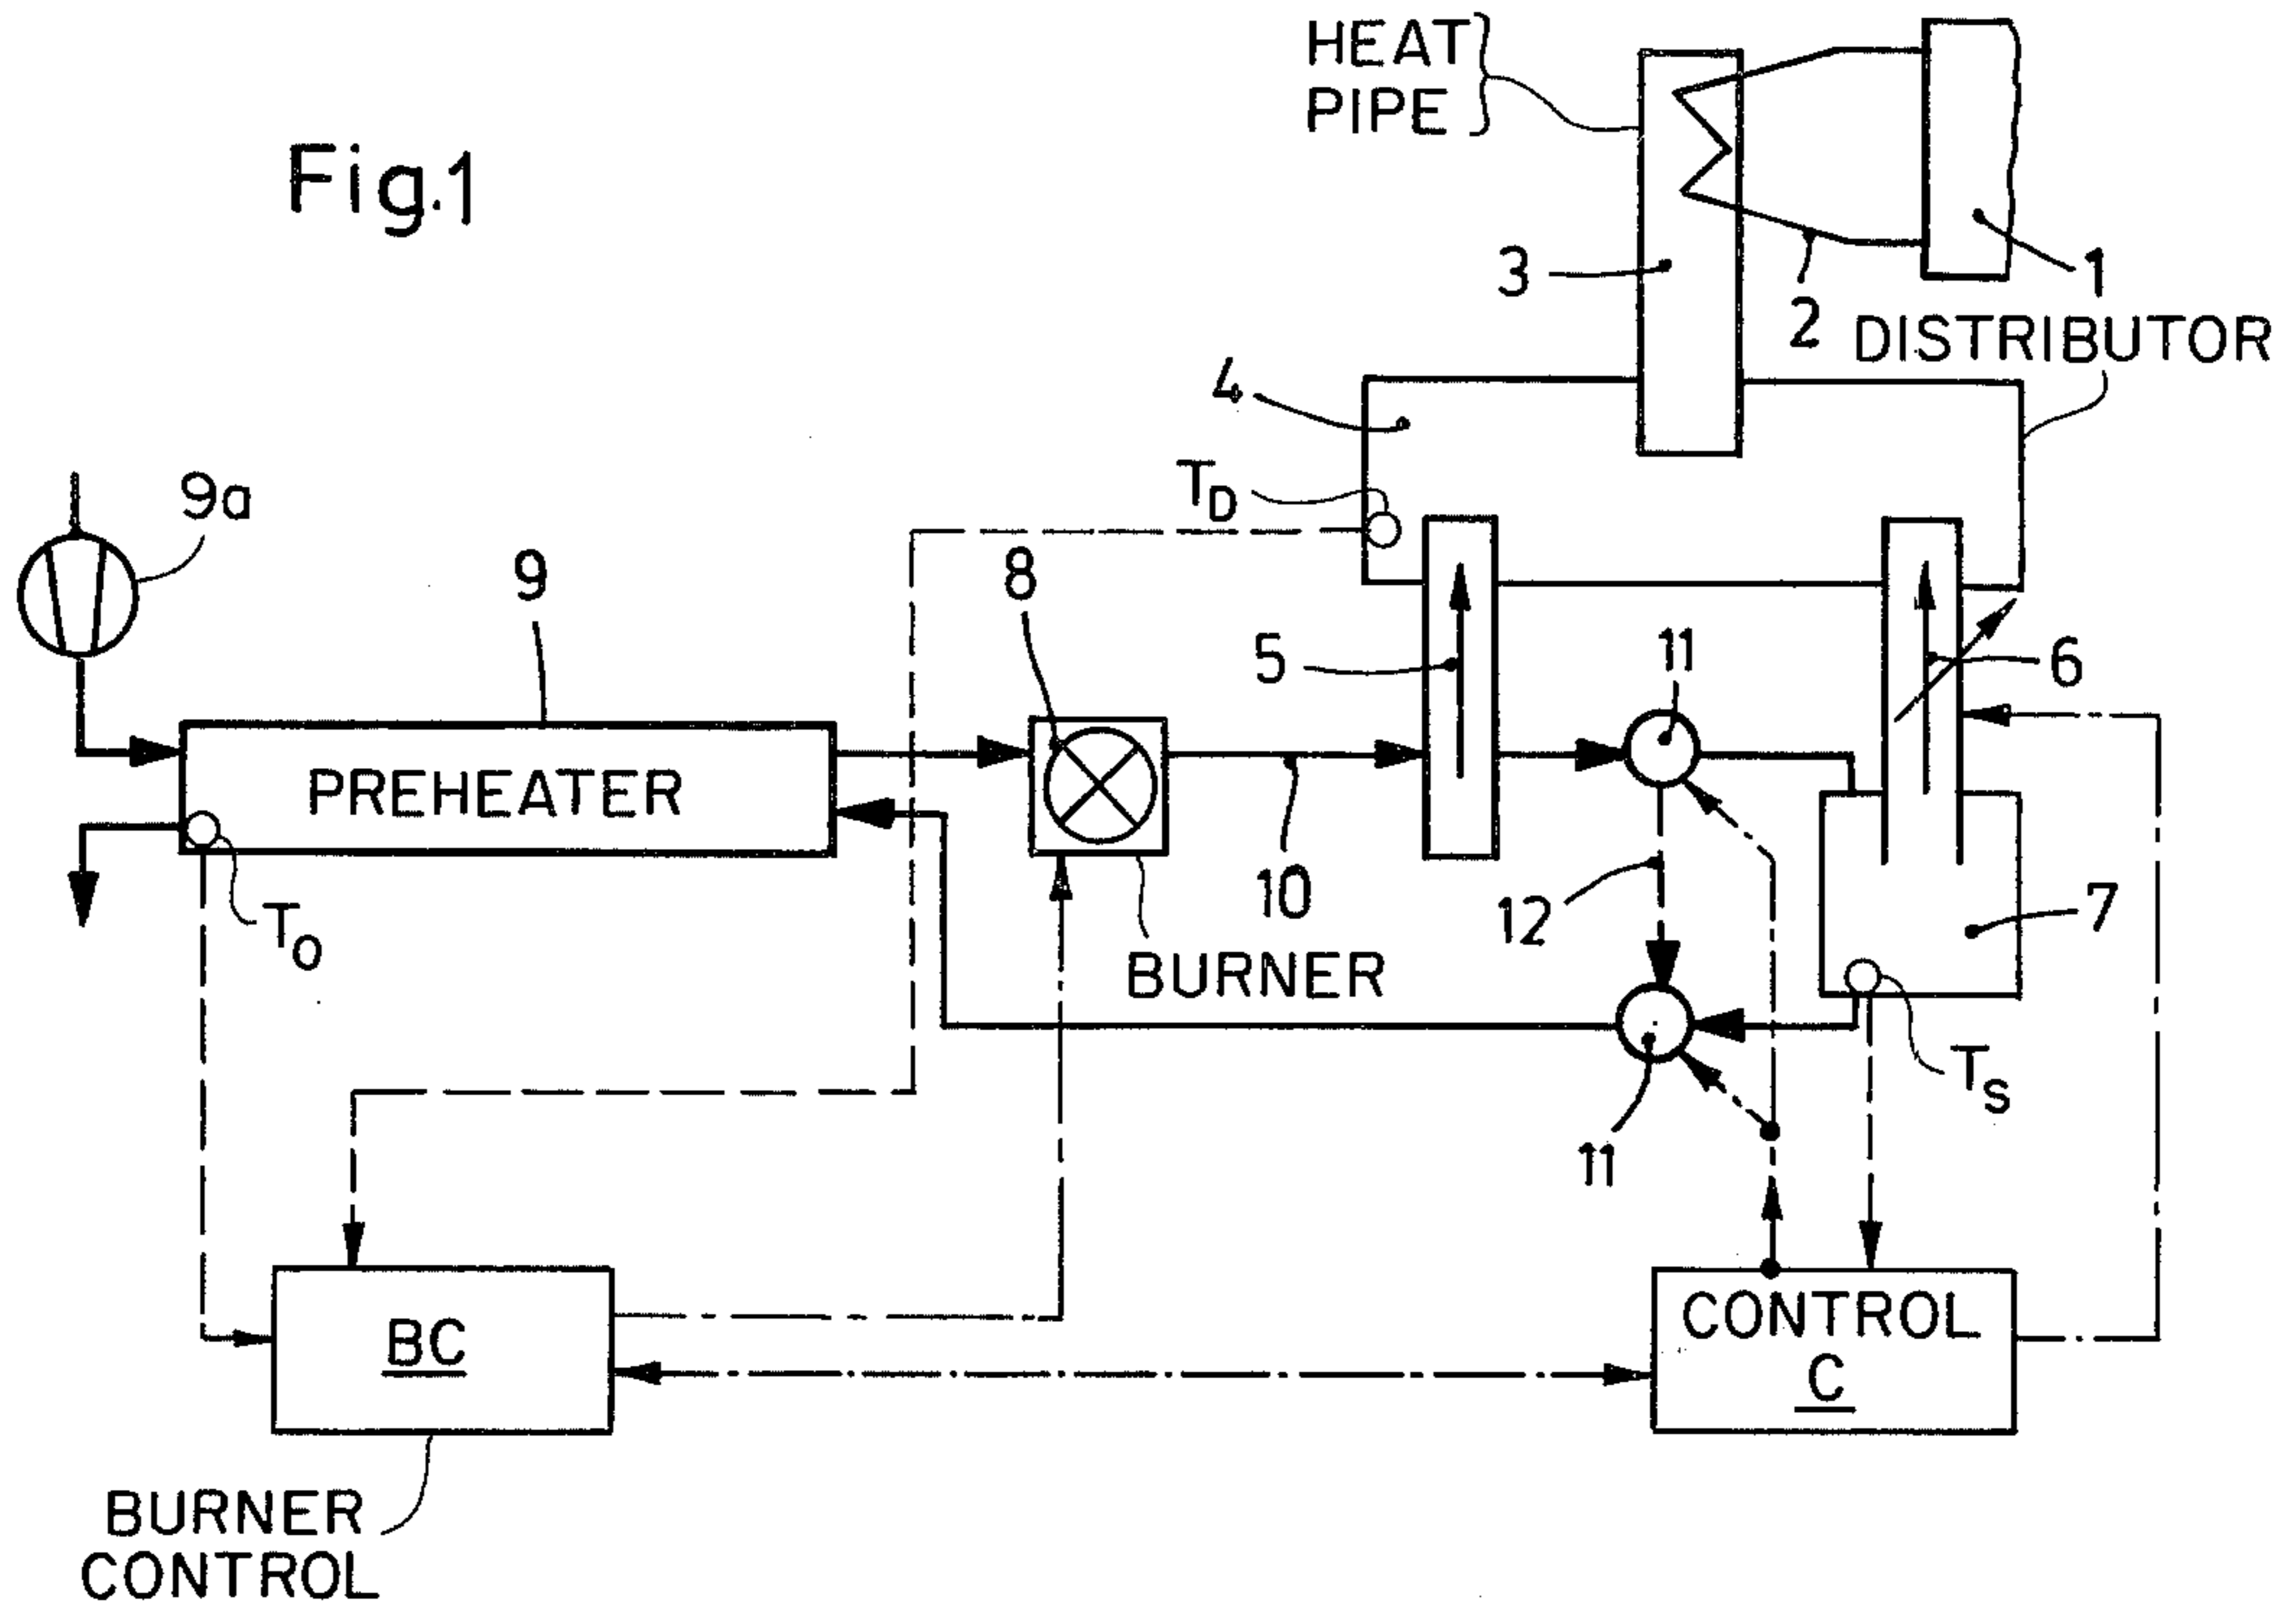 HEAT
PIPE
Fig.1
3
2
1
DISTRIBUTOR
4
TD
9a
9
8
5
11
6
PREHEATER
10
12
7
TO
BURNER
TS
11
BC
CONTROL
C
BURNER
CONTROL